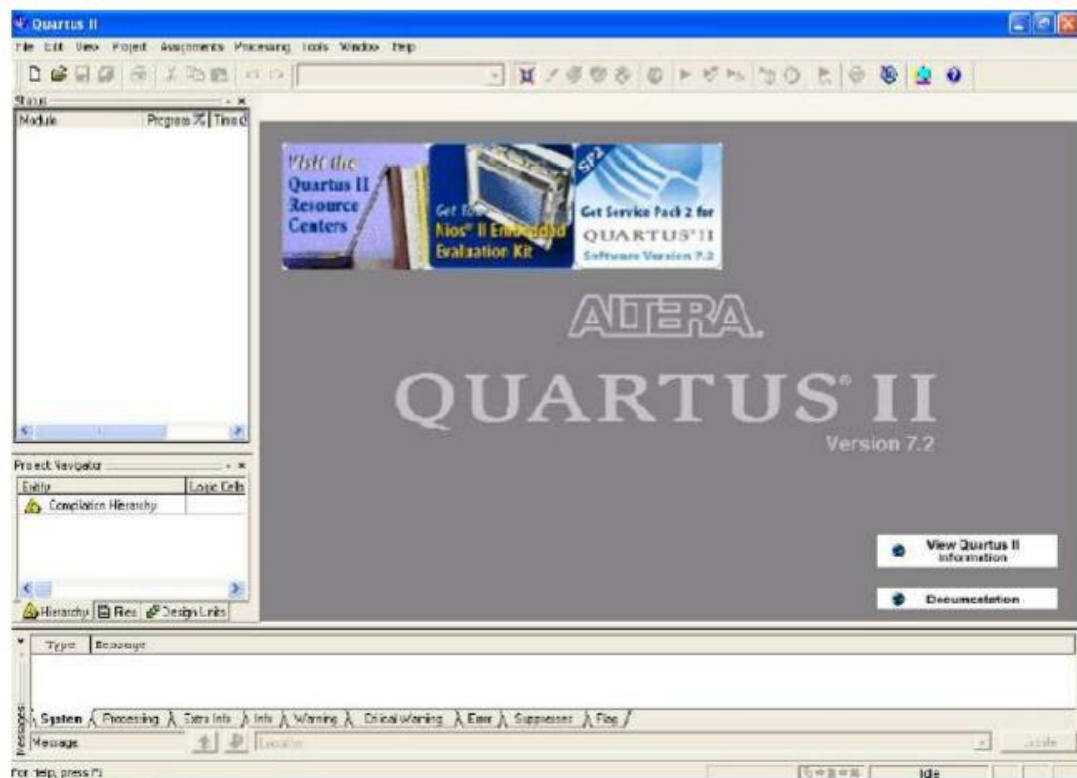 Quartus II
File Edit View Project Assignments Processing Tools Window Help
Status
Module Progress % Time
Visit the
Quartus II
Resource
Centers
Get
Nios® II Embedded
Evaluation Kit
SP2
Get Service Pack 2 for
QUARTUS® II
Software Version 7.2
ALTERA.
QUARTUS® II
Version 7.2
Project Navigator
Entity Logic Cells
Compilation Hierarchy
View Quartus II
Information
Documentation
Hierarchy Files Design Units
Type Message
System Processing Extra Info Info Warning Critical Warning Error Suppressed Flag
Messages
Message Location Locate
For Help, press F1 Idle